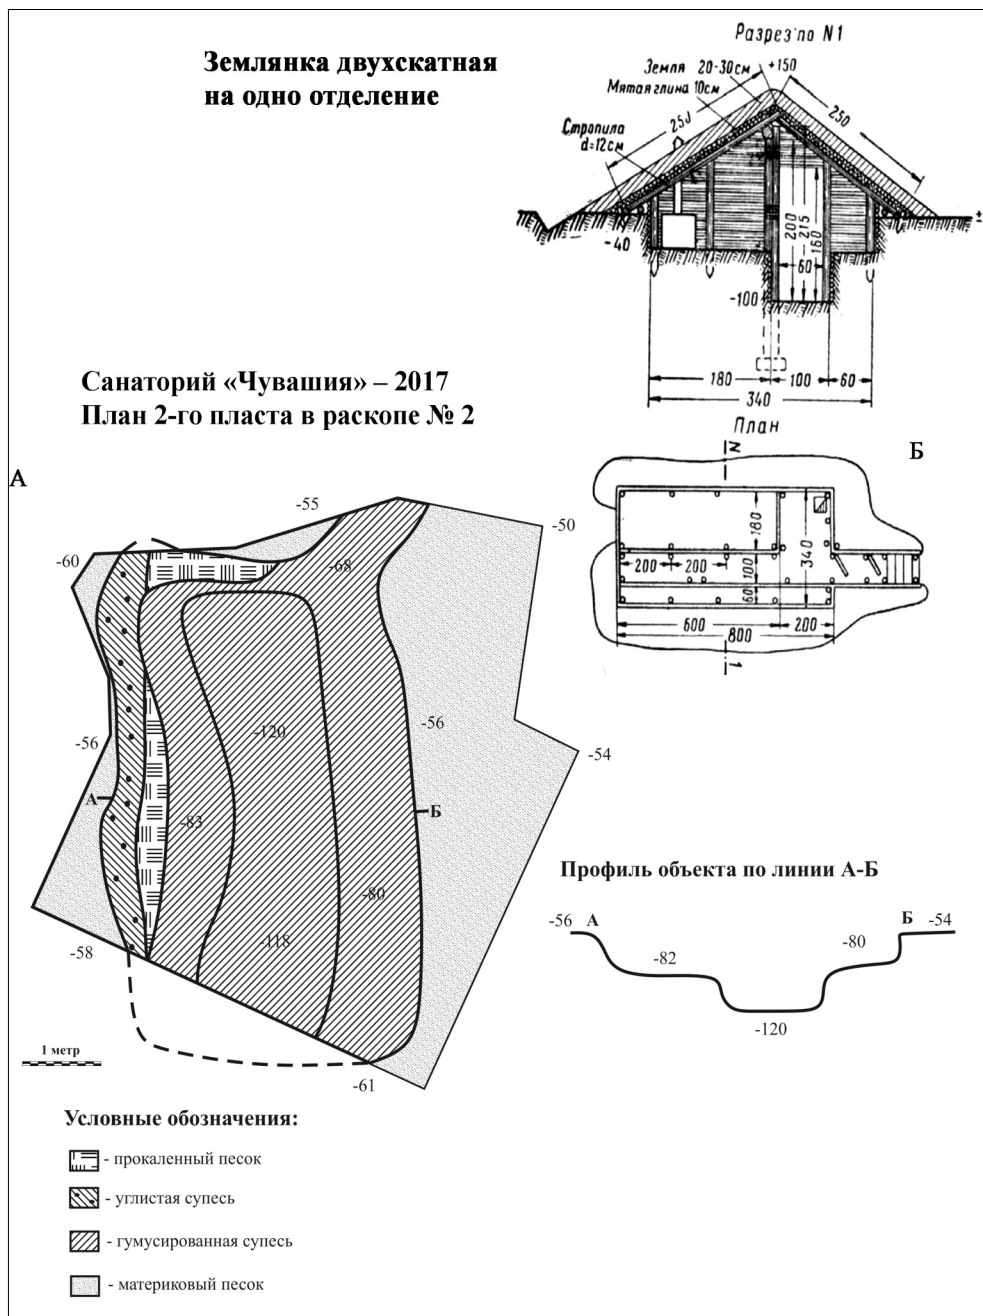 Землянка двухскатная
на одно отделение
Разрез по N1
Земля 20-30см
+150
Мятая глина 10см
Стропила
d=12см
250
250
-40
-100
200
215
160
60
180
100
60
340
Санаторий «Чувашия» – 2017
План 2-го пласта в раскопе № 2
План
А
Б
N
180
340
200
200
100
60
600
200
800
1
-55
-50
-60
-68
-56
-120
-56
-54
А
Б
-83
-80
-58
-118
-61
1 метр
Профиль объекта по линии А-Б
-56
А
Б
-54
-82
-80
-120
Условные обозначения:
- прокаленный песок
- углистая супесь
- гумусированная супесь
- материковый песок